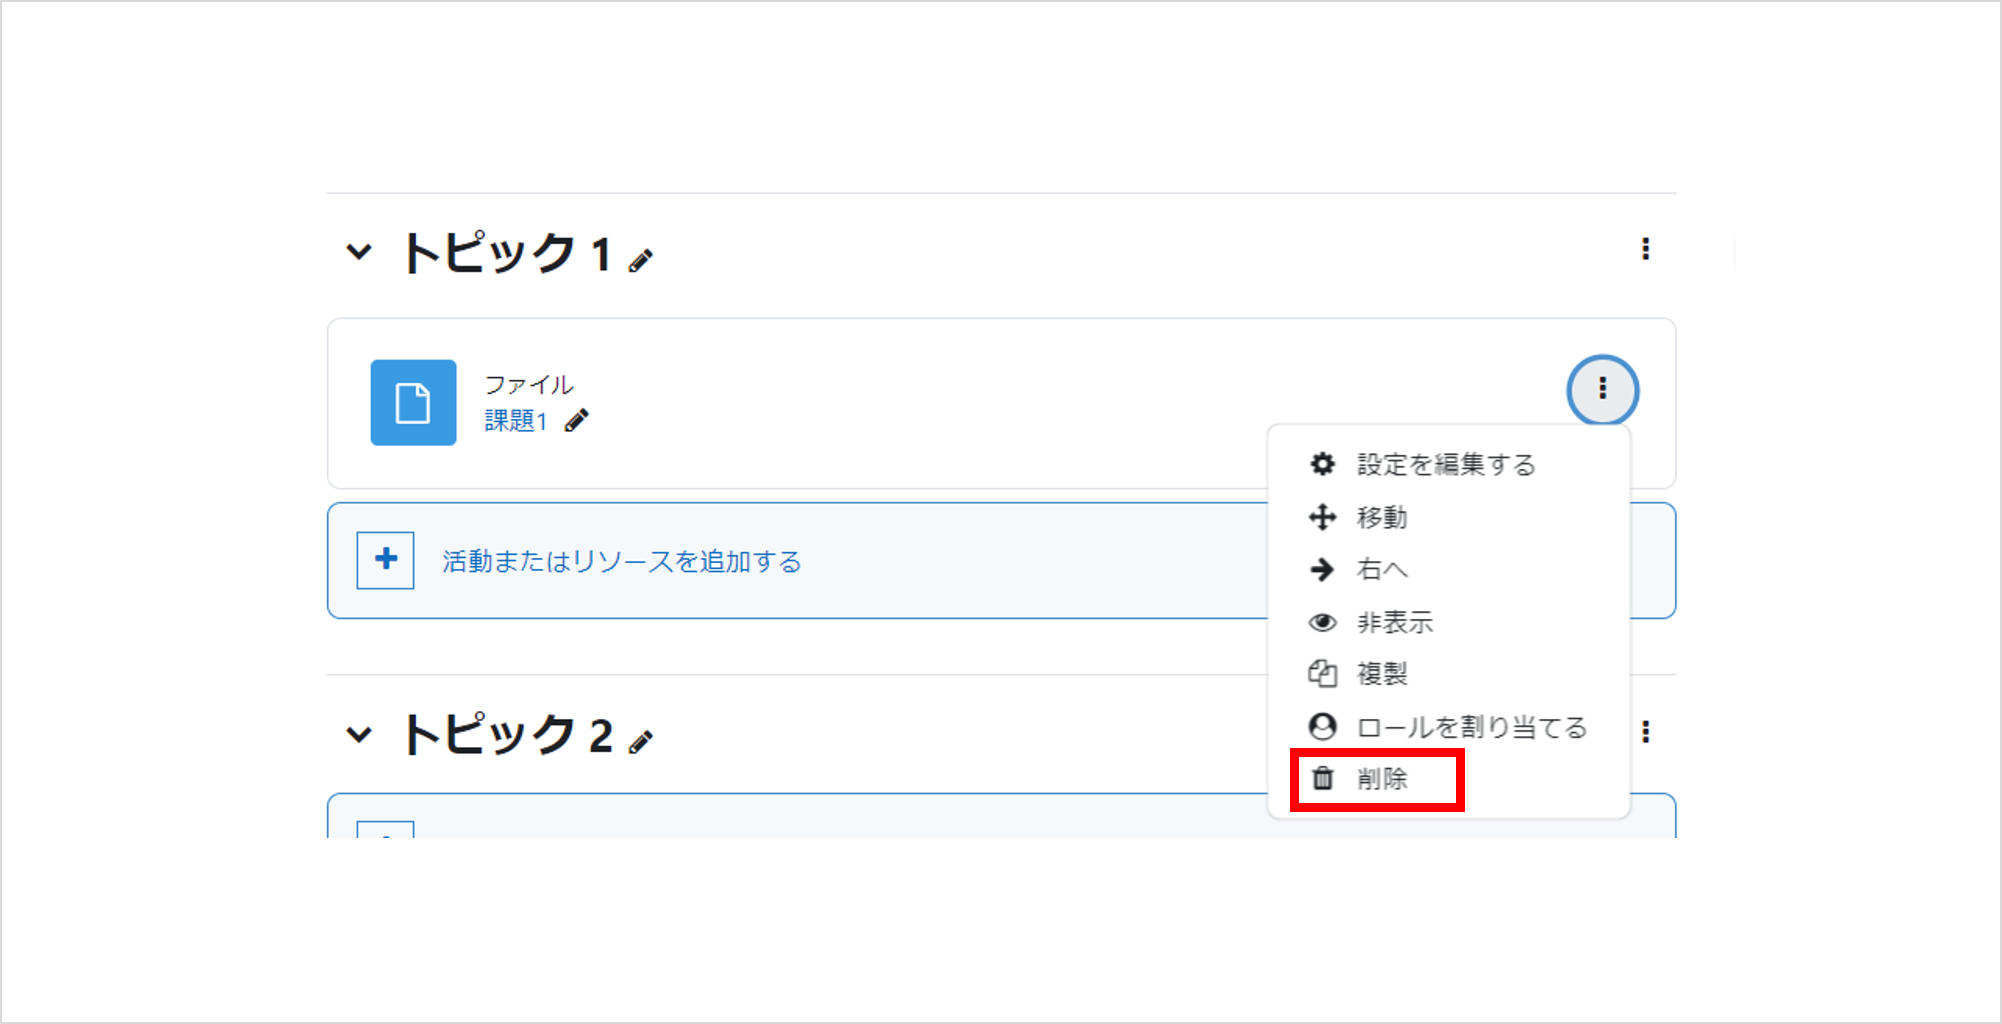 トピック 1
ファイル
課題1
設定を編集する
移動
右へ
非表示
複製
ロールを割り当てる
削除
活動またはリソースを追加する
トピック 2